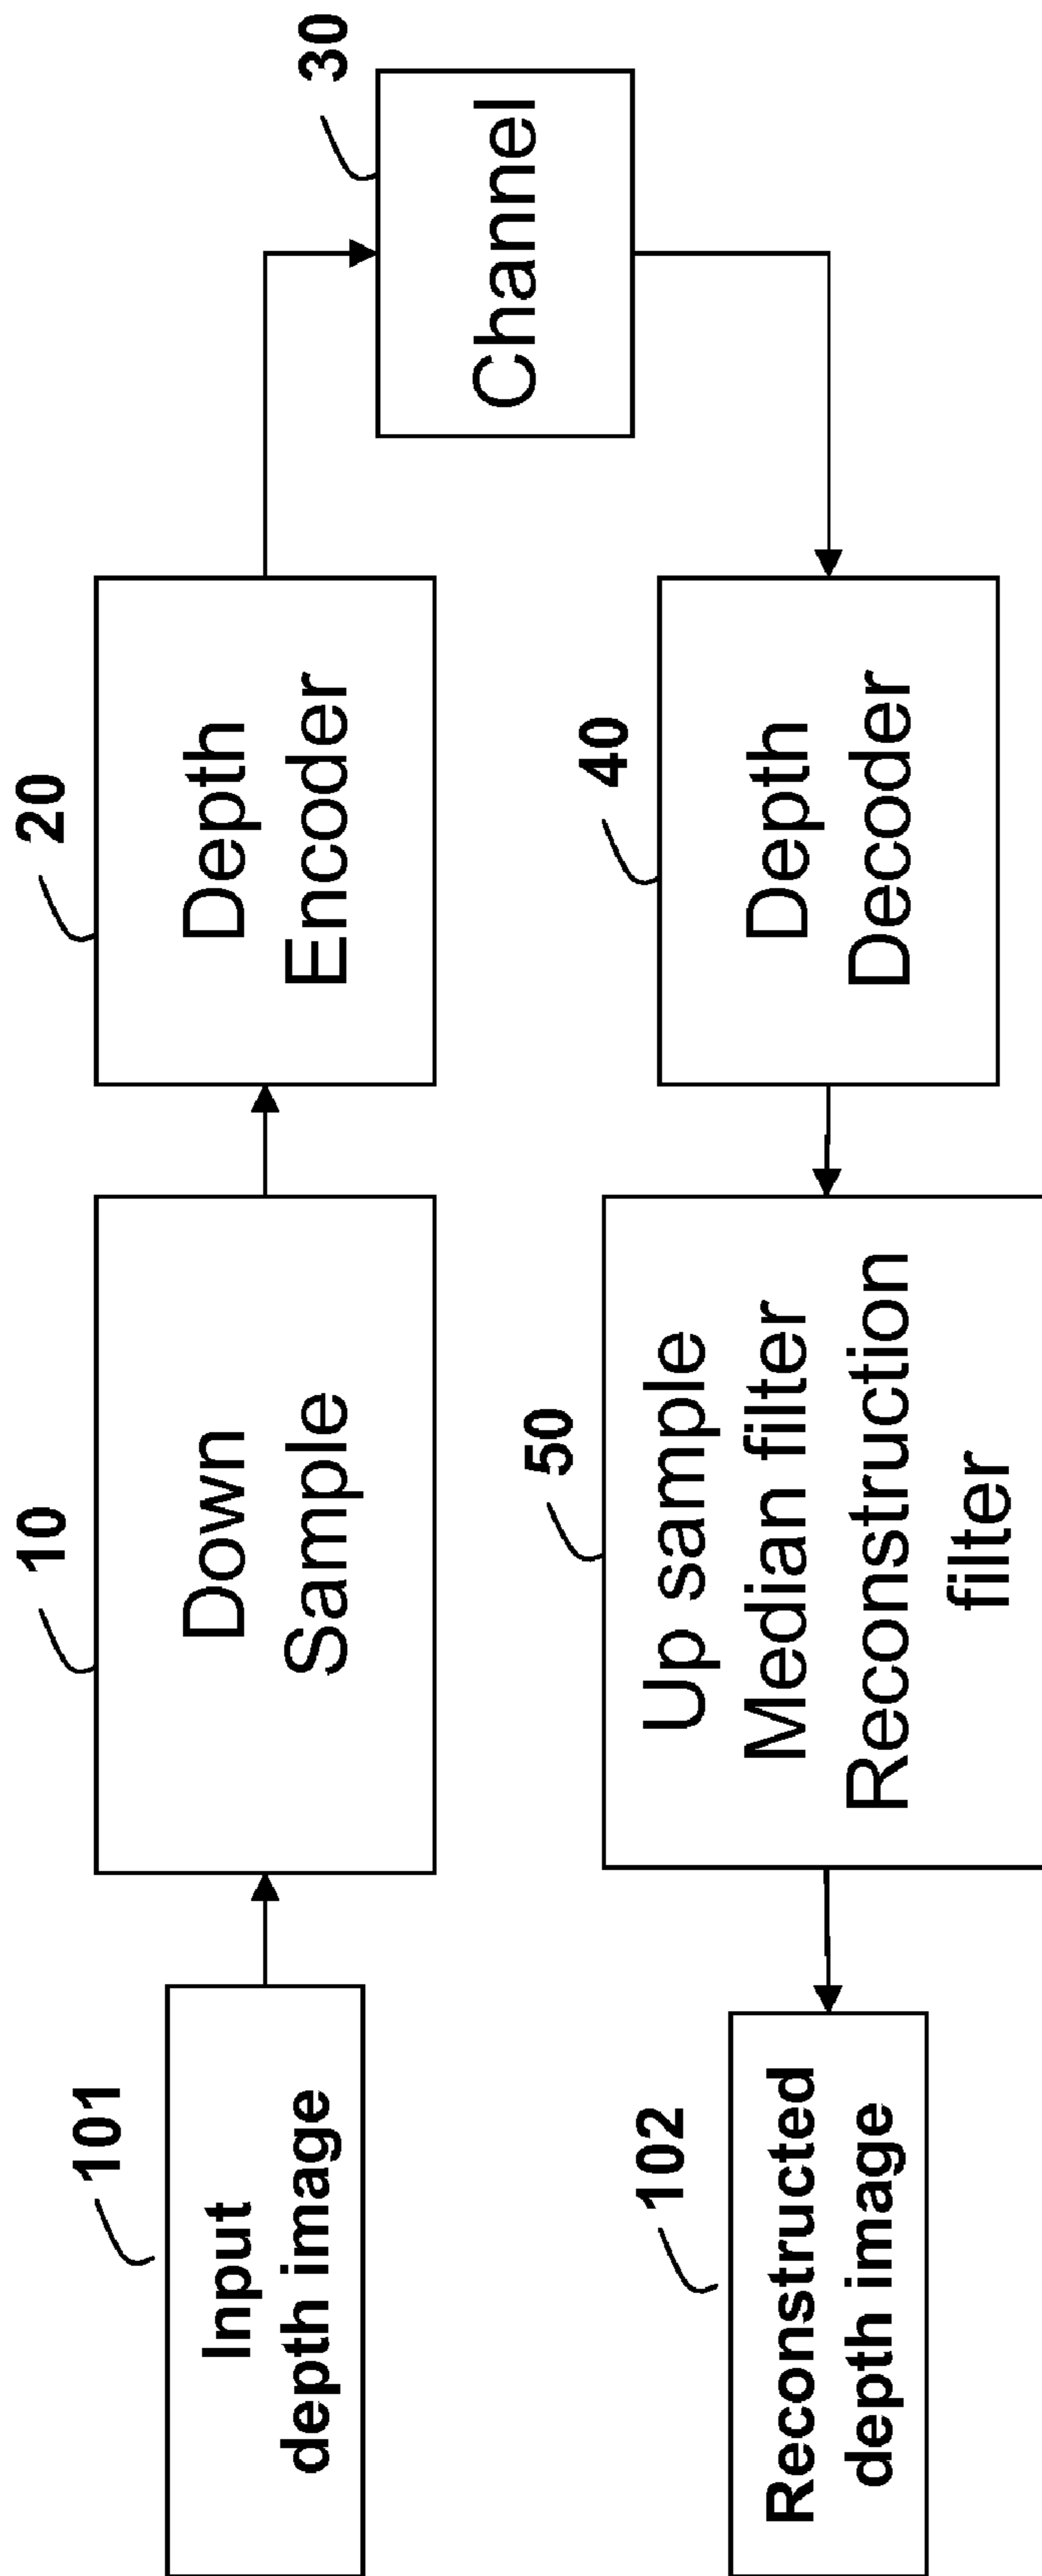 101
Input
depth image
10
Down
Sample
20
Depth
Encoder
30
Channel
40
Depth
Decoder
50
Up sample
Median filter
Reconstruction
filter
102
Reconstructed
depth image